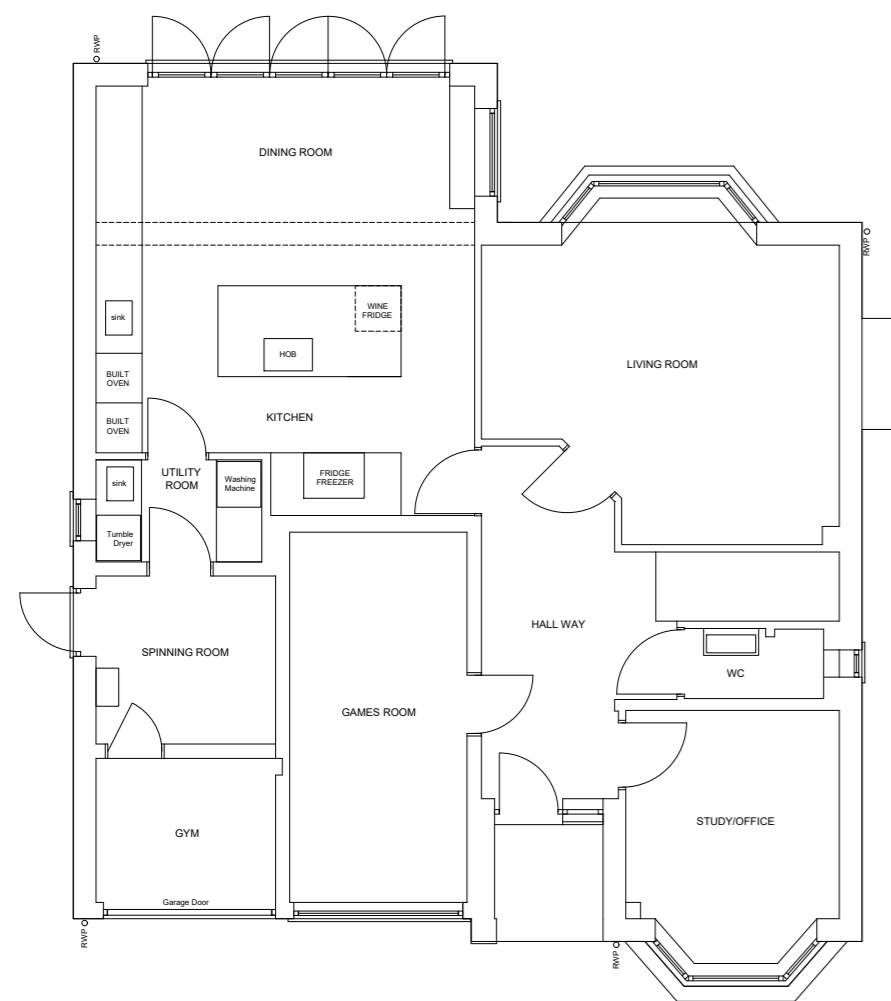 RWP
DINING ROOM
RWP
sink
WINE
FRIDGE
HOB
LIVING ROOM
BUILT
OVEN
BUILT
OVEN
KITCHEN
UTILITY
ROOM
sink
Washing
Machine
FRIDGE
FREEZER
Tumble
Dryer
HALL WAY
SPINNING ROOM
WC
GAMES ROOM
GYM
STUDY/OFFICE
Garage Door
RWP
RWP